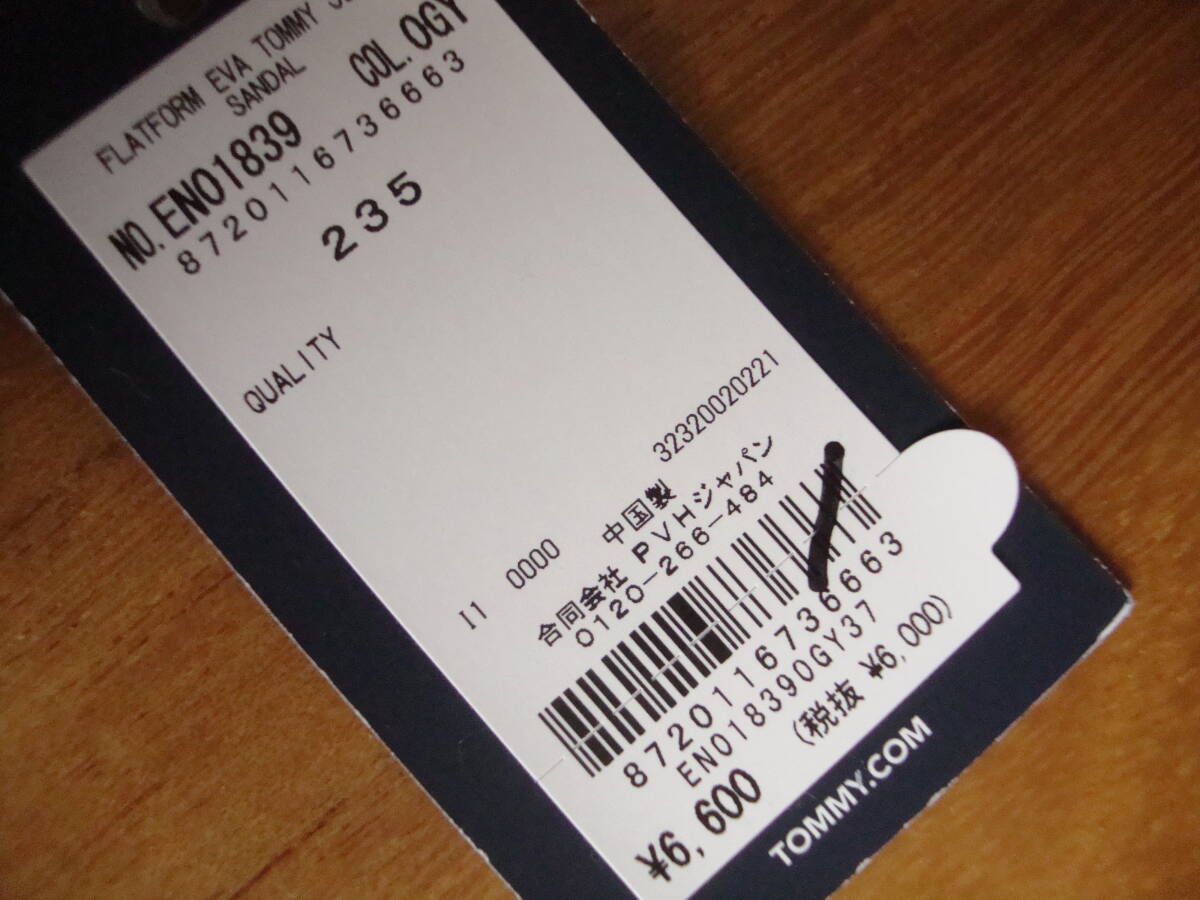 FLATFORM EVA TOMMY
SANDAL
NO.EN01839 COL.0GY
8720116736663
235
QUALITY
32320020221
I1 0000 中国製
合同会社 PVHジャパン
0120-266-484
8720116736663
EN018390GY37
(税抜 ¥6,000)
¥6,600
TOMMY.COM